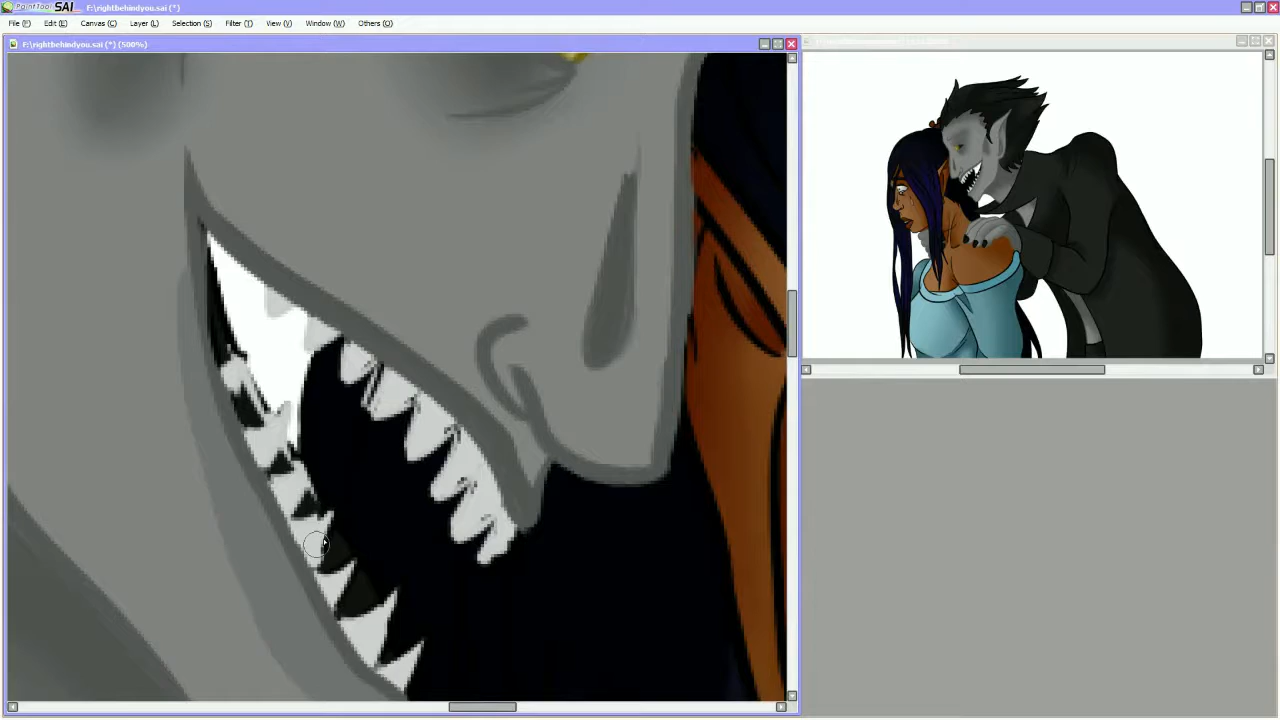 PaintTool SAI F:\rightbehindyou.sai (*)
File (F) Edit (E) Canvas (C) Layer (L) Selection (S) Filter (T) View (V) Window (W) Others (O)
F:\rightbehindyou.sai (*) (500%)